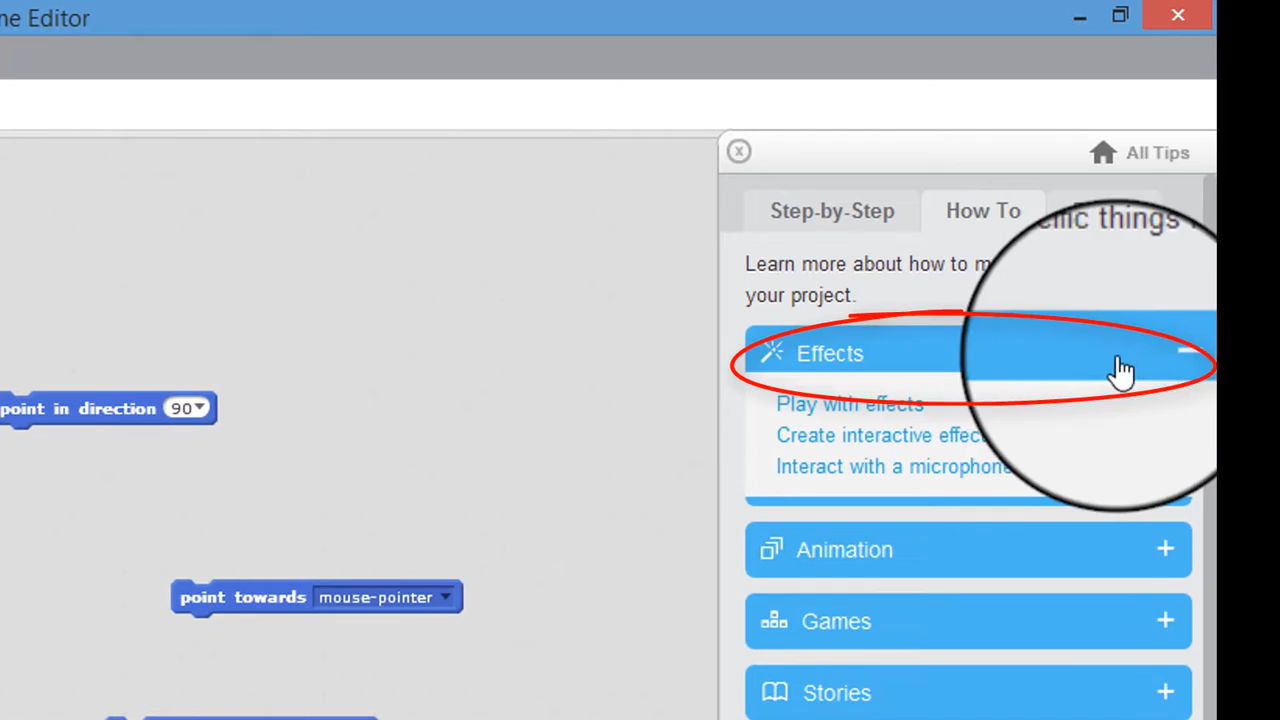 ne Editor
All Tips
Step-by-Step
How To
things
Learn more about how to m
your project.
Effects
Play with effects
Create interactive effec
Interact with a microphone
point in direction 90
Animation
point towards mouse-pointer
Games
Stories